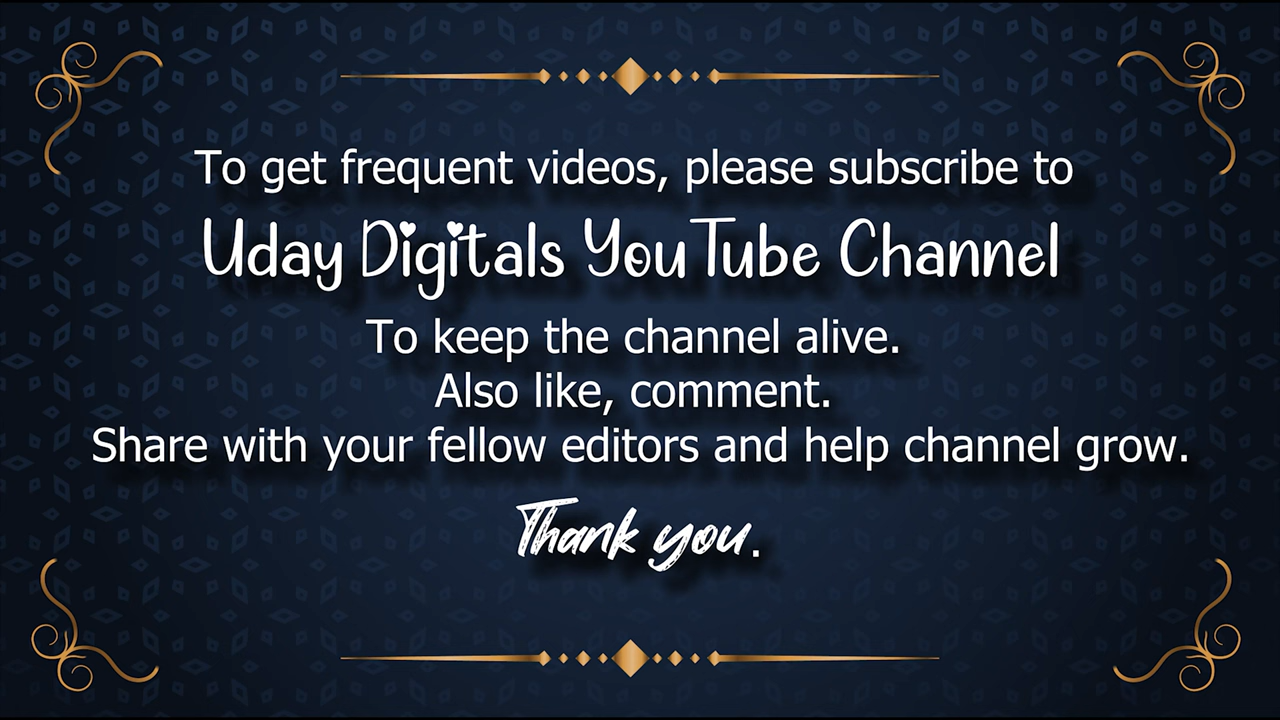 To get frequent videos, please subscribe to
Uday Digitals YouTube Channel
To keep the channel alive.
Also like, comment.
Share with your fellow editors and help channel grow.
Thank you.